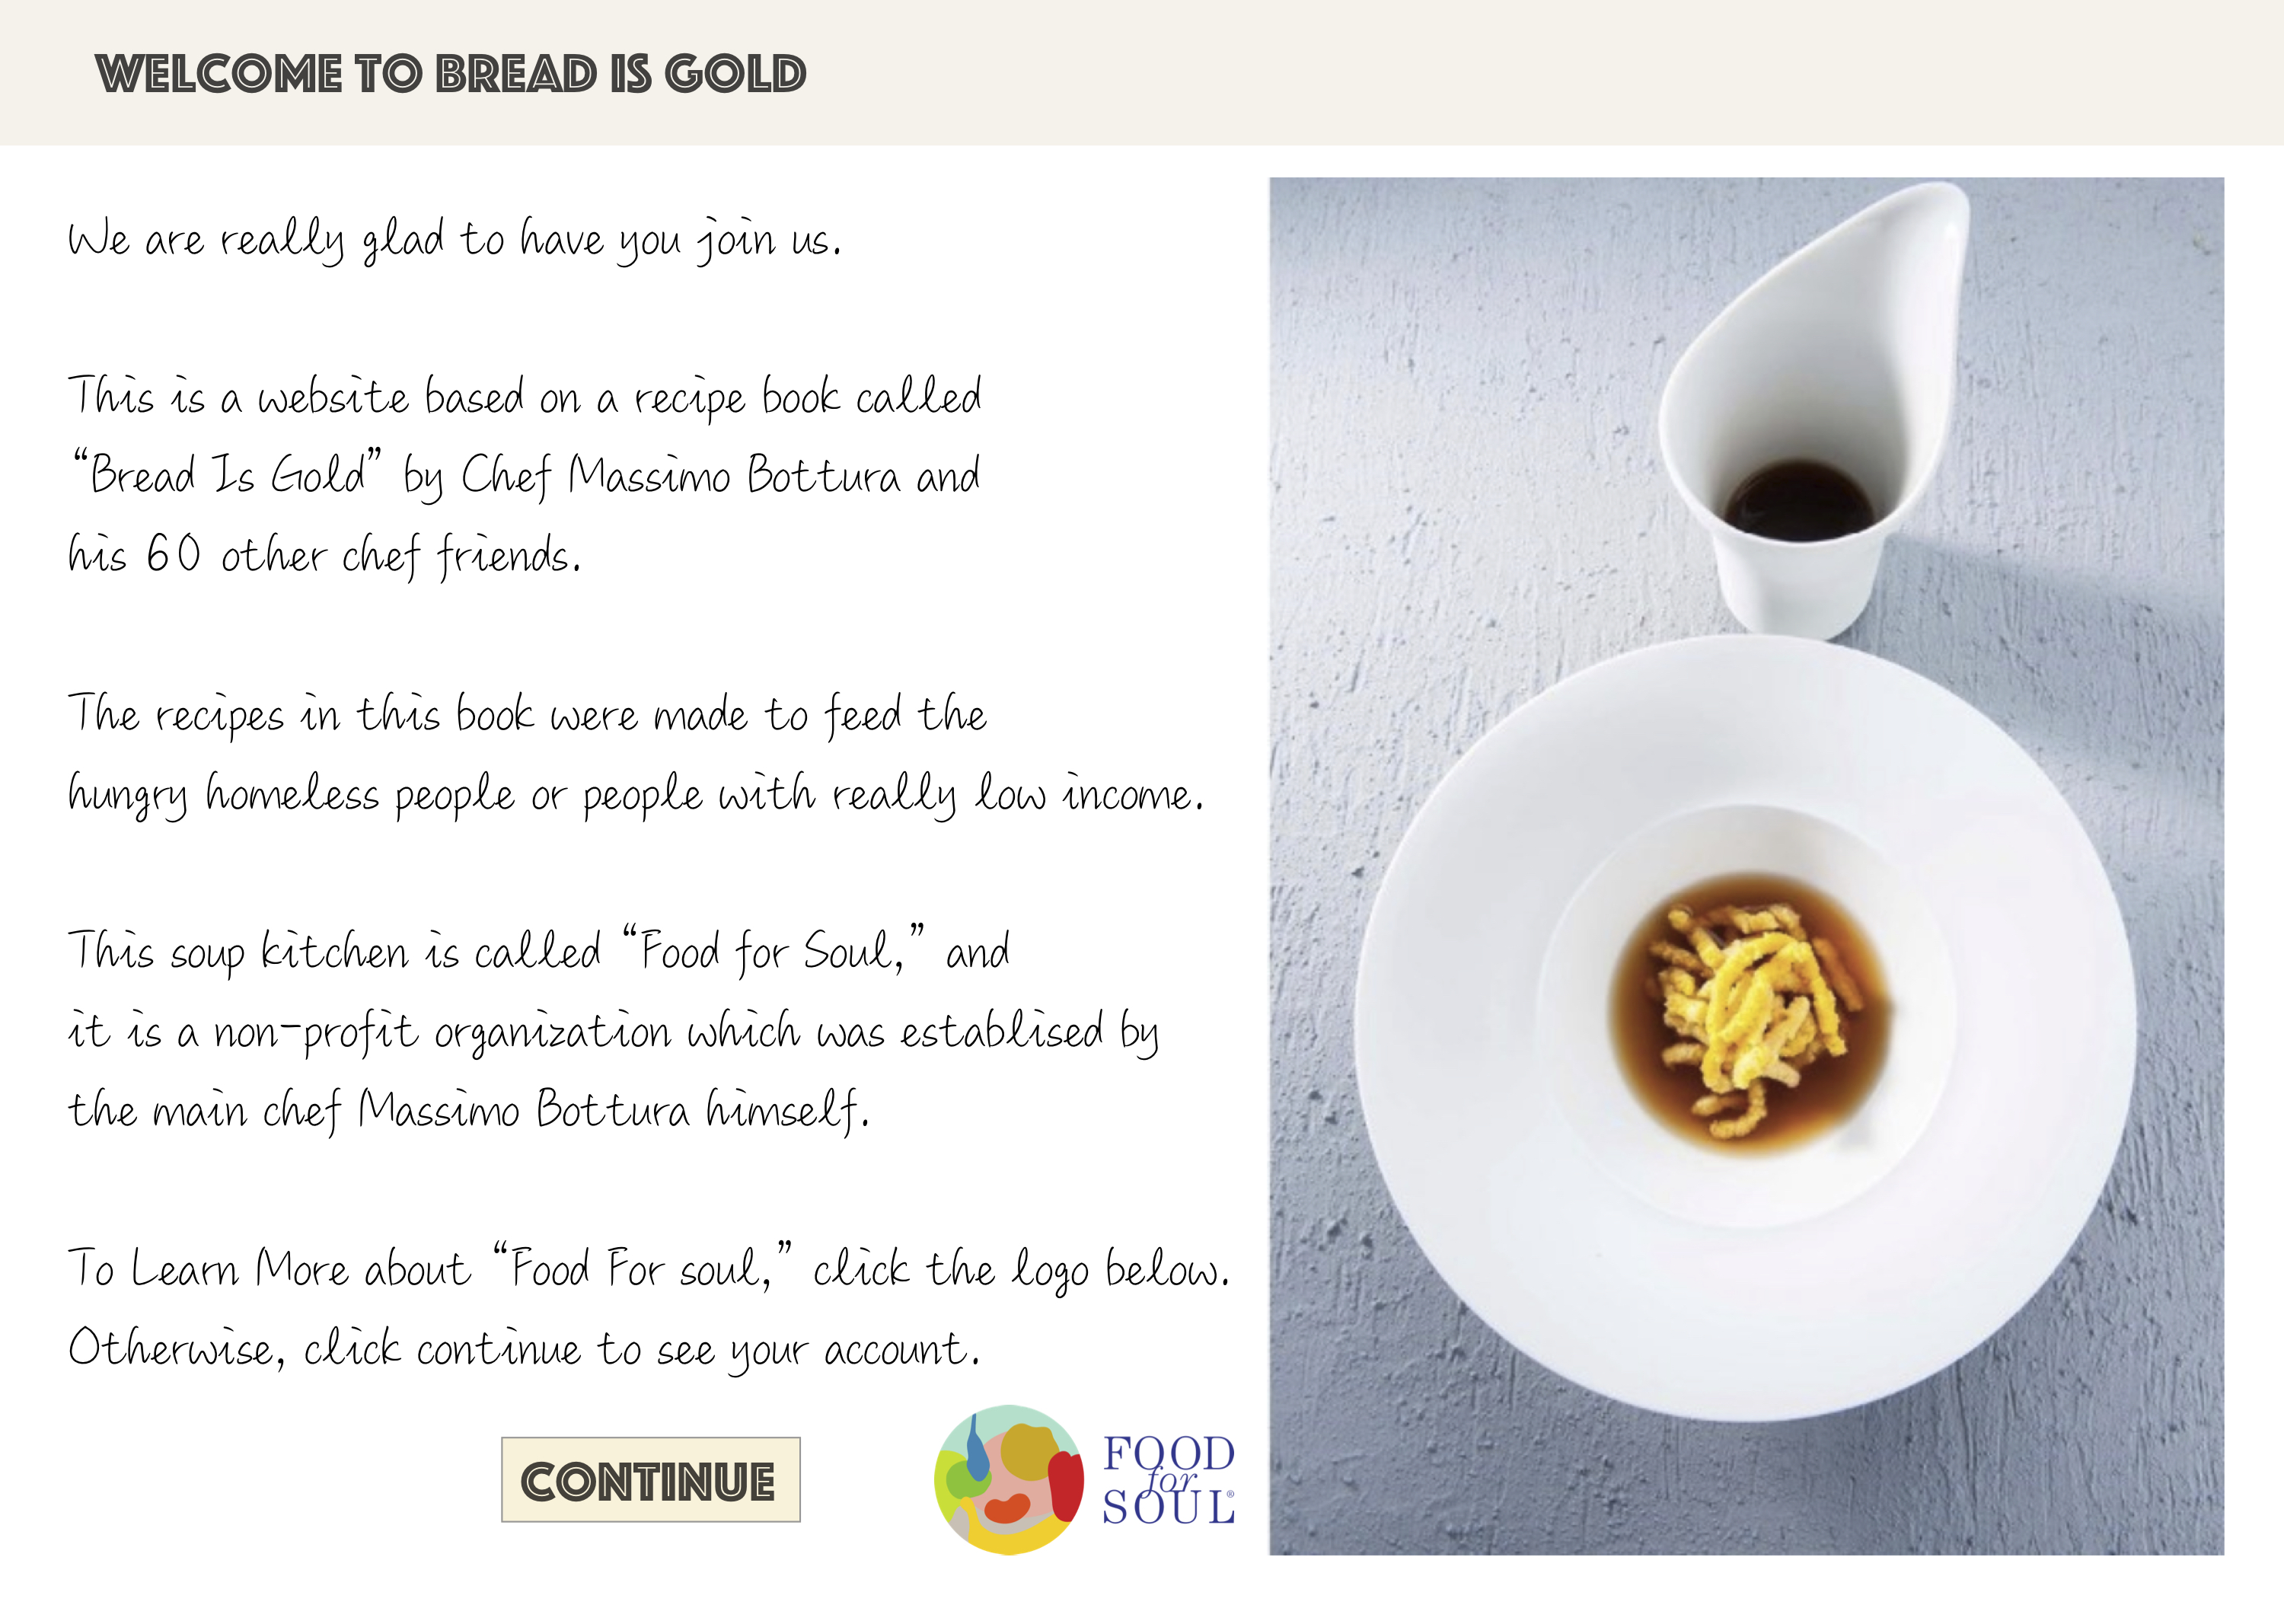 WELCOME TO BREAD IS GOLD
We are really glad to have you join us.
This is a website based on a recipe book called
“Bread Is Gold” by Chef Massimo Bottura and
his 60 other chef friends.
The recipes in this book were made to feed the
hungry homeless people or people with really low income.
This soup kitchen is called “Food for Soul,” and
it is a non-profit organization which was establised by
the main chef Massimo Bottura himself.
To Learn More about “Food For soul,” click the logo below.
Otherwise, click continue to see your account.
CONTINUE
FOOD
for
SOUL®